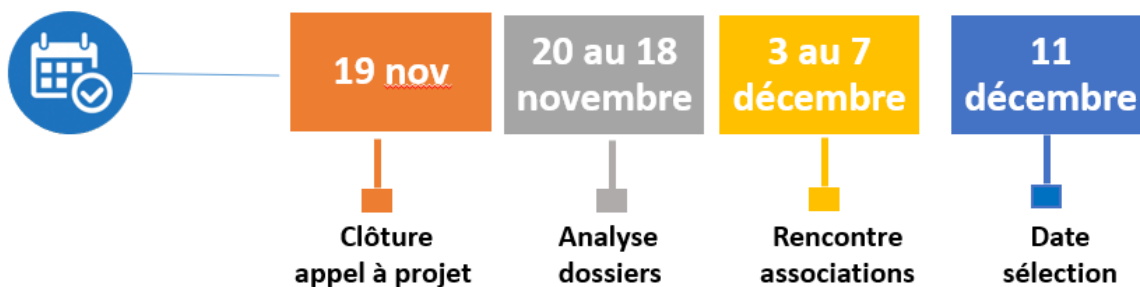 19 nov
20 au 18
novembre
3 au 7
décembre
11
décembre
Clôture
appel à projet
Analyse
dossiers
Rencontre
associations
Date
sélection